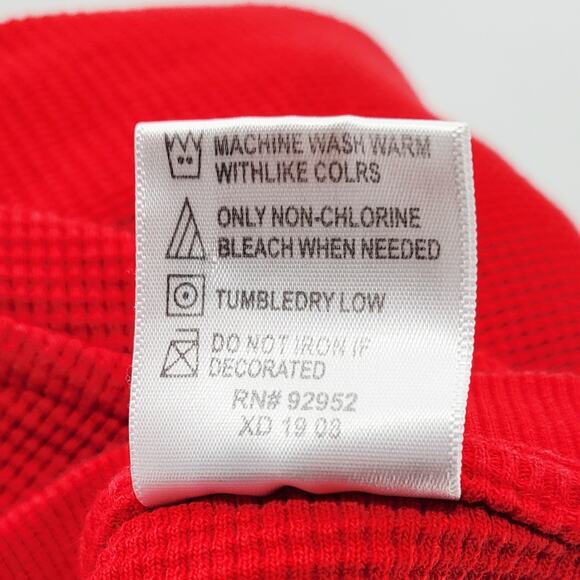 MACHINE WASH WARM
WITHLIKE COLRS
ONLY NON-CHLORINE
BLEACH WHEN NEEDED
TUMBLEDRY LOW
DO NOT IRON IF
DECORATED
RN# 92952
XD 19 03